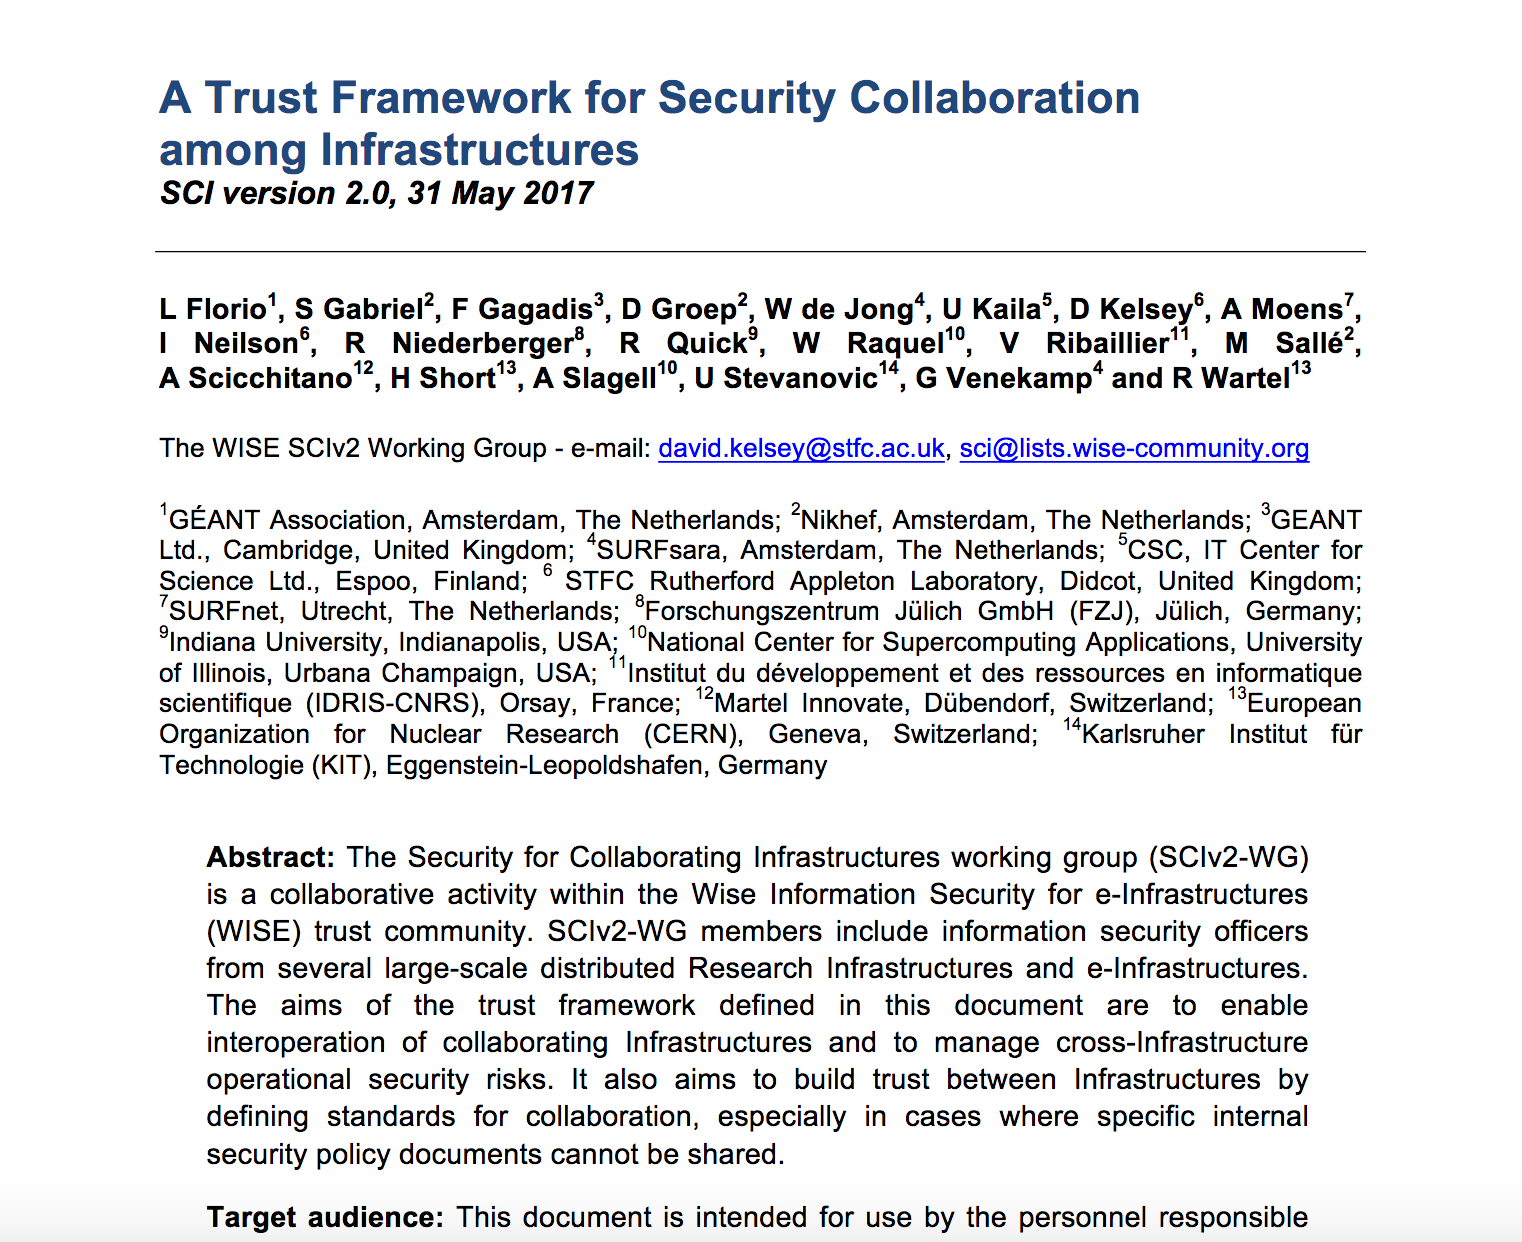 A Trust Framework for Security Collaboration
among Infrastructures
SCI version 2.0, 31 May 2017
L Florio1, S Gabriel2, F Gagadis3, D Groep2, W de Jong4, U Kaila5, D Kelsey6, A Moens7,
I Neilson6, R Niederberger8, R Quick9, W Raquel10, V Ribaillier11, M Sallé2,
A Scicchitano12, H Short13, A Slagell10, U Stevanovic14, G Venekamp4 and R Wartel13
The WISE SCIv2 Working Group - e-mail: david.kelsey@stfc.ac.uk, sci@lists.wise-community.org
1GÉANT Association, Amsterdam, The Netherlands; 2Nikhef, Amsterdam, The Netherlands; 3GEANT
Ltd., Cambridge, United Kingdom; 4SURFsara, Amsterdam, The Netherlands; 5CSC, IT Center for
Science Ltd., Espoo, Finland; 6 STFC Rutherford Appleton Laboratory, Didcot, United Kingdom;
7SURFnet, Utrecht, The Netherlands; 8Forschungszentrum Jülich GmbH (FZJ), Jülich, Germany;
9Indiana University, Indianapolis, USA; 10National Center for Supercomputing Applications, University
of Illinois, Urbana Champaign, USA; 11Institut du développement et des ressources en informatique
scientifique (IDRIS-CNRS), Orsay, France; 12Martel Innovate, Dübendorf, Switzerland; 13European
Organization for Nuclear Research (CERN), Geneva, Switzerland; 14Karlsruher Institut für
Technologie (KIT), Eggenstein-Leopoldshafen, Germany
Abstract: The Security for Collaborating Infrastructures working group (SCIv2-WG)
is a collaborative activity within the Wise Information Security for e-Infrastructures
(WISE) trust community. SCIv2-WG members include information security officers
from several large-scale distributed Research Infrastructures and e-Infrastructures.
The aims of the trust framework defined in this document are to enable
interoperation of collaborating Infrastructures and to manage cross-Infrastructure
operational security risks. It also aims to build trust between Infrastructures by
defining standards for collaboration, especially in cases where specific internal
security policy documents cannot be shared.
Target audience: This document is intended for use by the personnel responsible